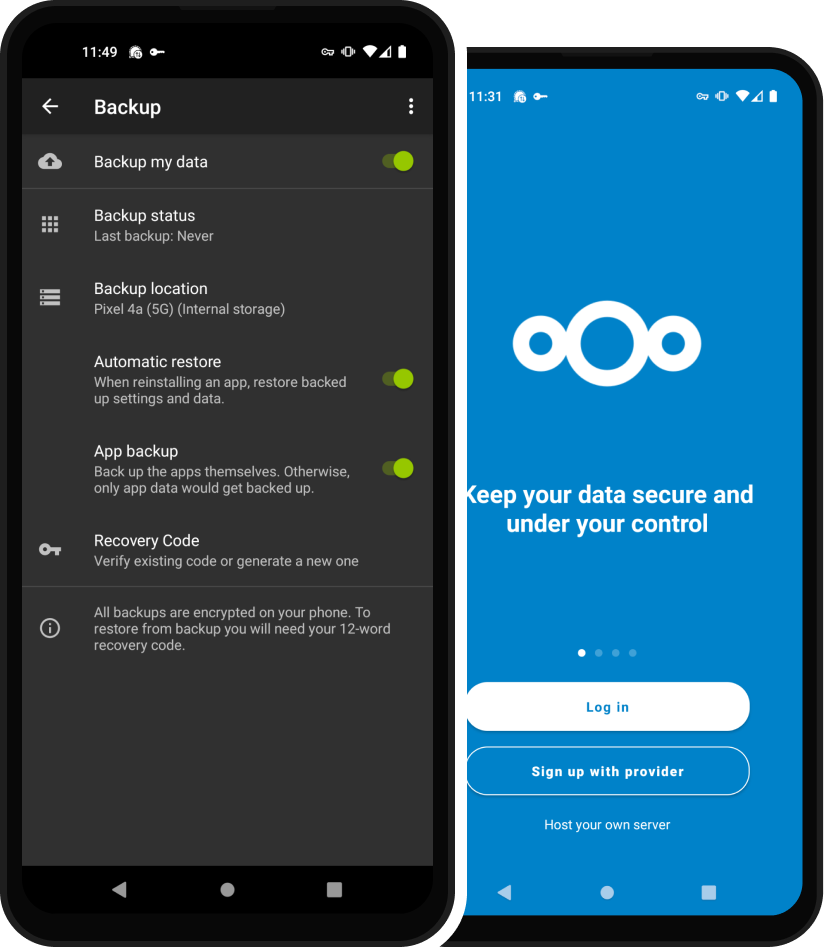 11:49
Backup
Backup my data
Backup status
Last backup: Never
Backup location
Pixel 4a (5G) (Internal storage)
Automatic restore
When reinstalling an app, restore backed
up settings and data.
App backup
Back up the apps themselves. Otherwise,
only app data would get backed up.
Recovery Code
Verify existing code or generate a new one
All backups are encrypted on your phone. To
restore from backup you will need your 12-word
recovery code.
11:31
Keep your data secure and
under your control
Log in
Sign up with provider
Host your own server